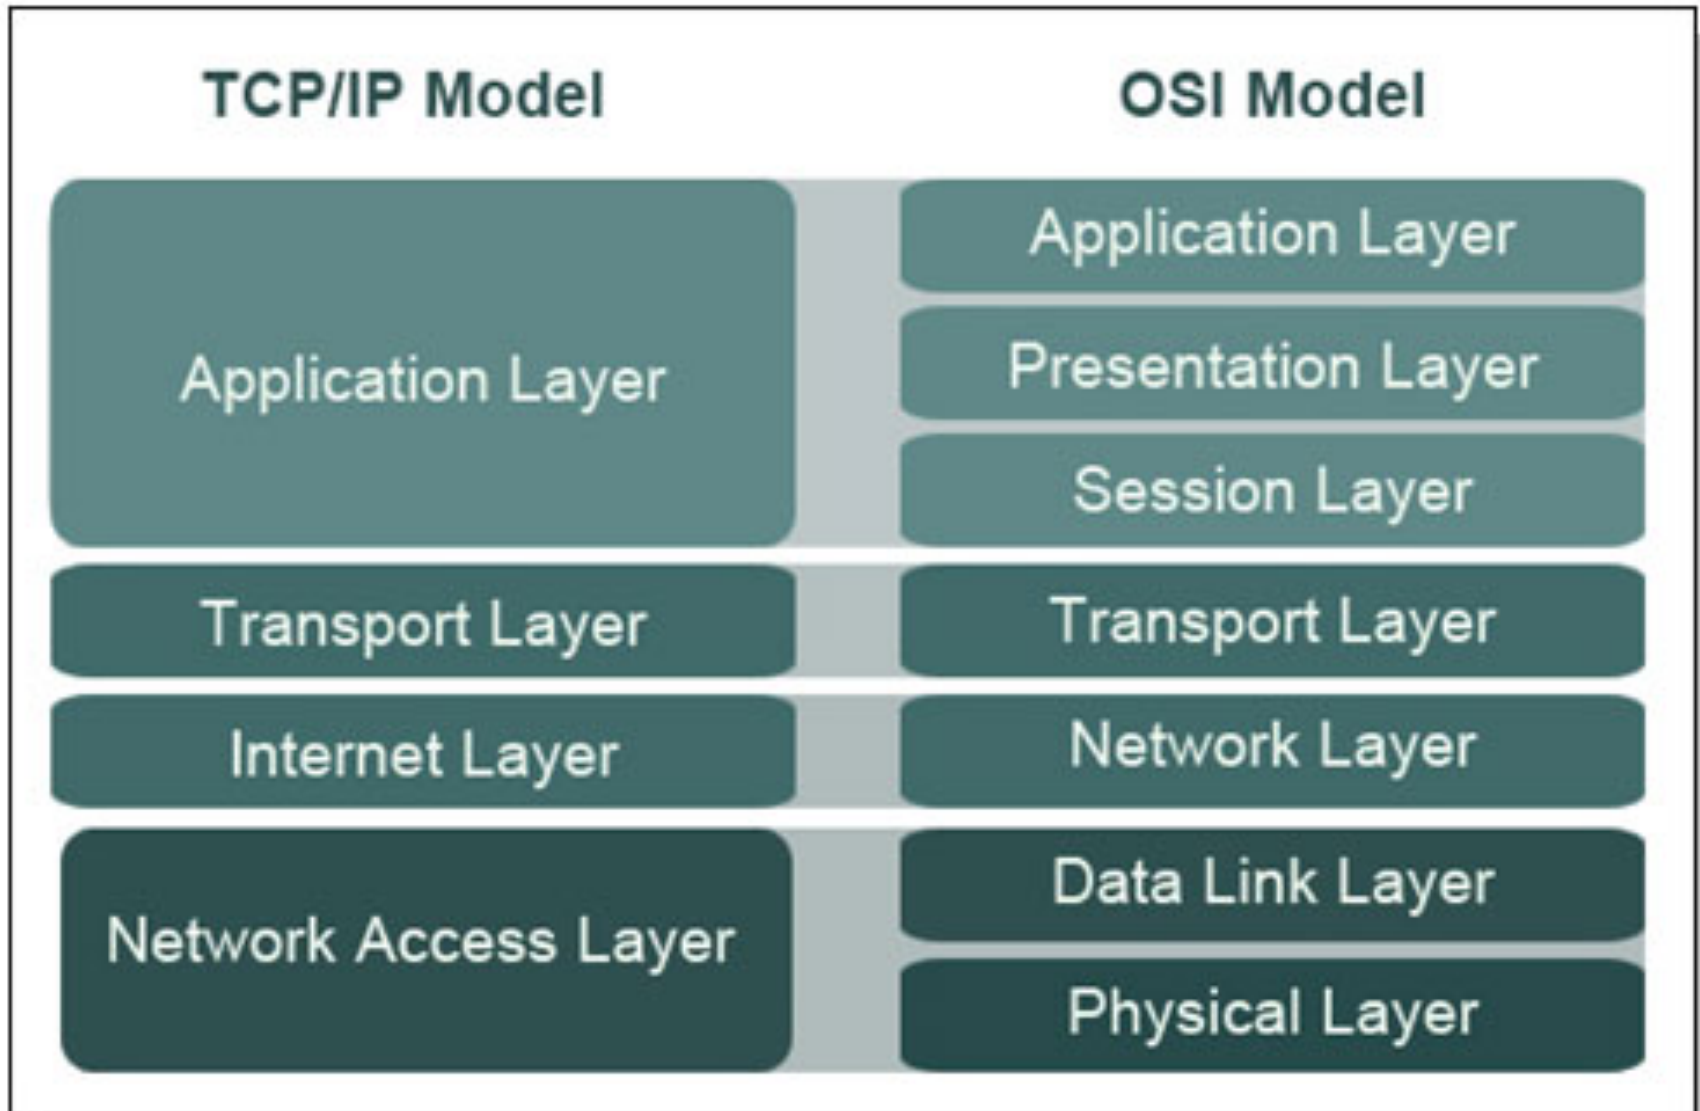 TCP/IP Model
Application Layer
Transport Layer
Internet Layer
Network Access Layer
OSI Model
Application Layer
Presentation Layer
Session Layer
Transport Layer
Network Layer
Data Link Layer
Physical Layer